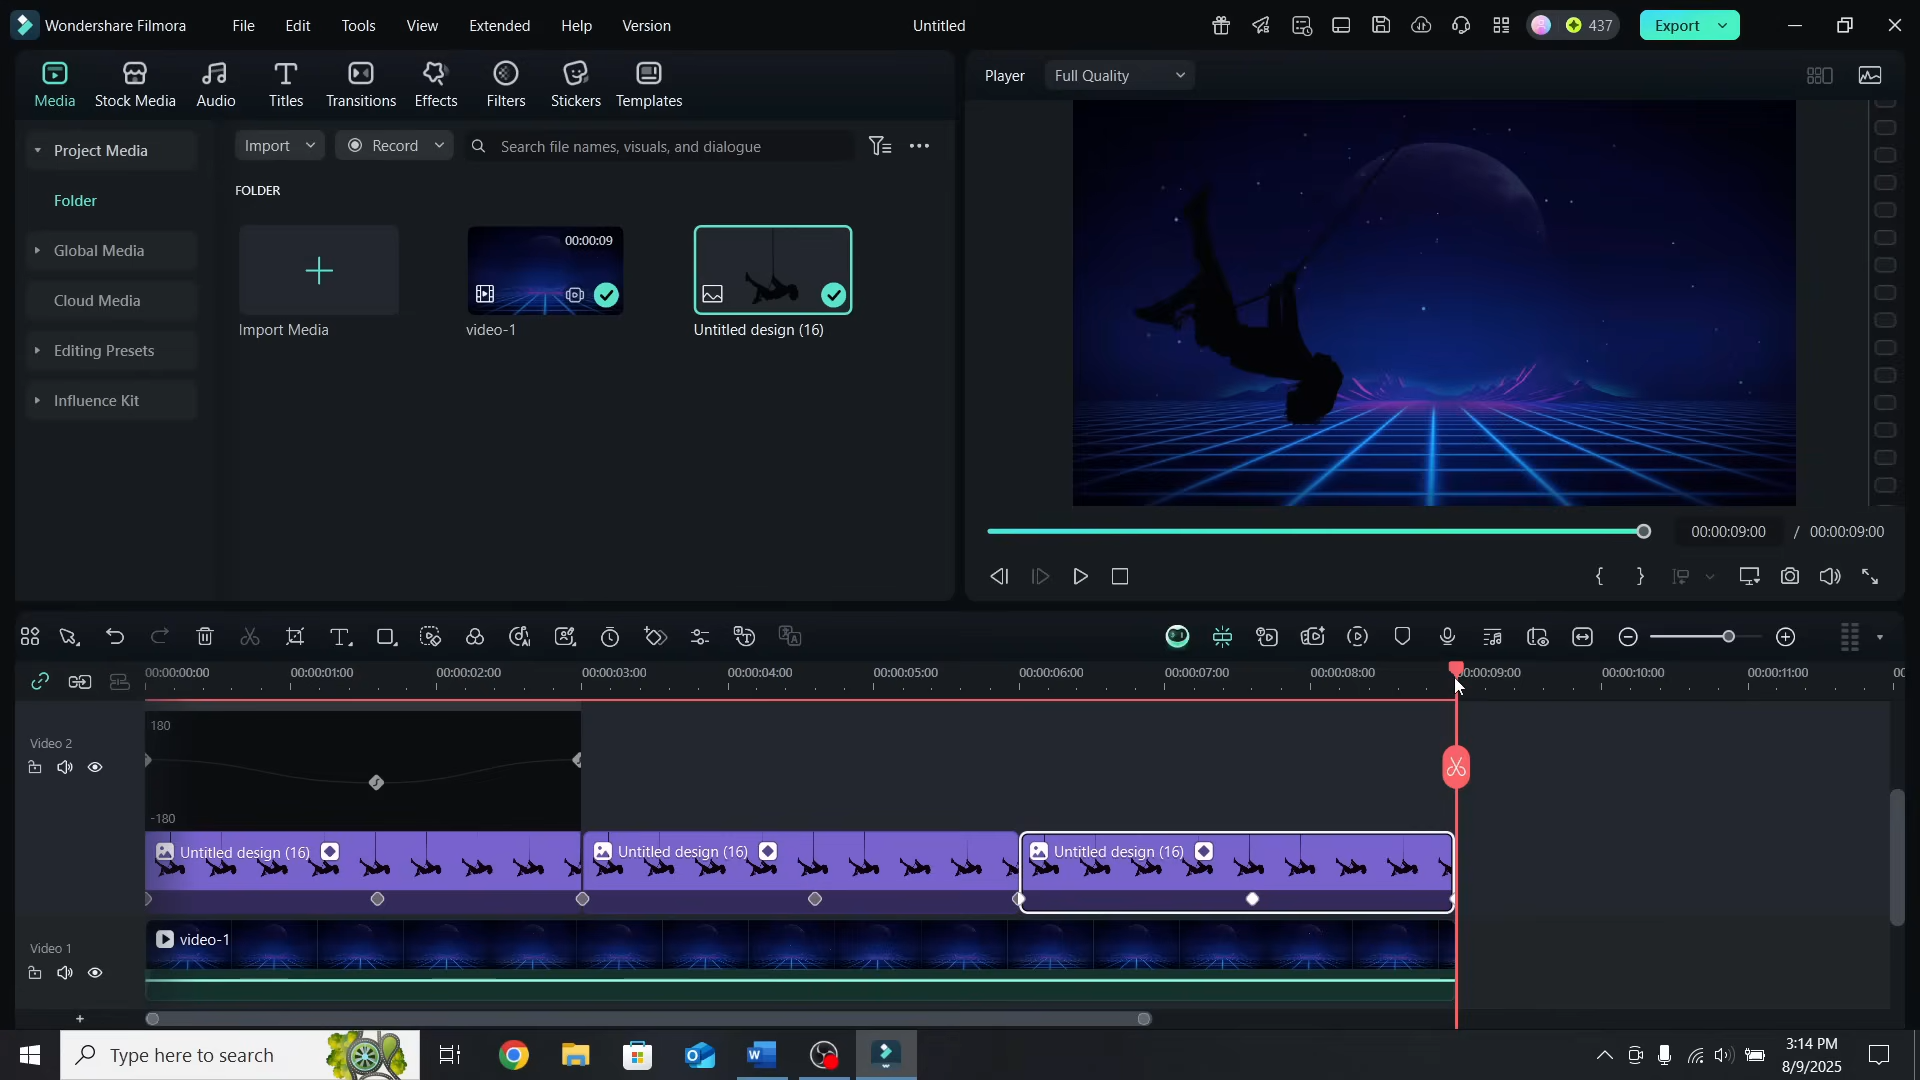 Wondershare Filmora
File
Edit
Tools
View
Extended
Help
Version
Untitled
437
Export
Media
Stock Media
Audio
Titles
Transitions
Effects
Filters
Stickers
Templates
Player
Full Quality
Project Media
Folder
Global Media
Cloud Media
Editing Presets
Influence Kit
Import
Record
Search file names, visuals, and dialogue
FOLDER
00:00:09
Import Media
video-1
Untitled design (16)
00:00:09:00 / 00:00:09:00
00:00:00:00
00:00:01:00
00:00:02:00
00:00:03:00
00:00:04:00
00:00:05:00
00:00:06:00
00:00:07:00
00:00:08:00
00:00:09:00
00:00:10:00
00:00:11:00
00
Video 2
180
-180
Untitled design (16)
Untitled design (16)
Untitled design (16)
Video 1
video-1
Type here to search
3:14 PM
8/9/2025